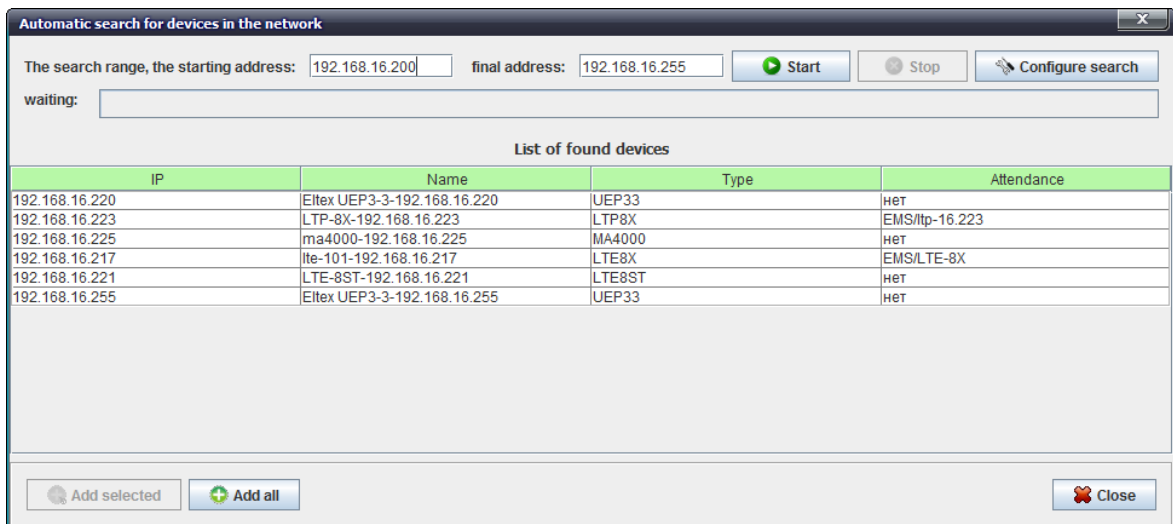 Automatic search for devices in the network
X
The search range, the starting address: 192.168.16.200 final address: 192.168.16.255 Start Stop Configure search
waiting:
List of found devices
IP Name Type Attendance
192.168.16.220 Eltex UEP3-3-192.168.16.220 UEP33 нет
192.168.16.223 LTP-8X-192.168.16.223 LTP8X EMS/ltp-16.223
192.168.16.225 ma4000-192.168.16.225 MA4000 нет
192.168.16.217 lte-101-192.168.16.217 LTE8X EMS/LTE-8X
192.168.16.221 LTE-8ST-192.168.16.221 LTE8ST нет
192.168.16.255 Eltex UEP3-3-192.168.16.255 UEP33 нет
Add selected Add all Close